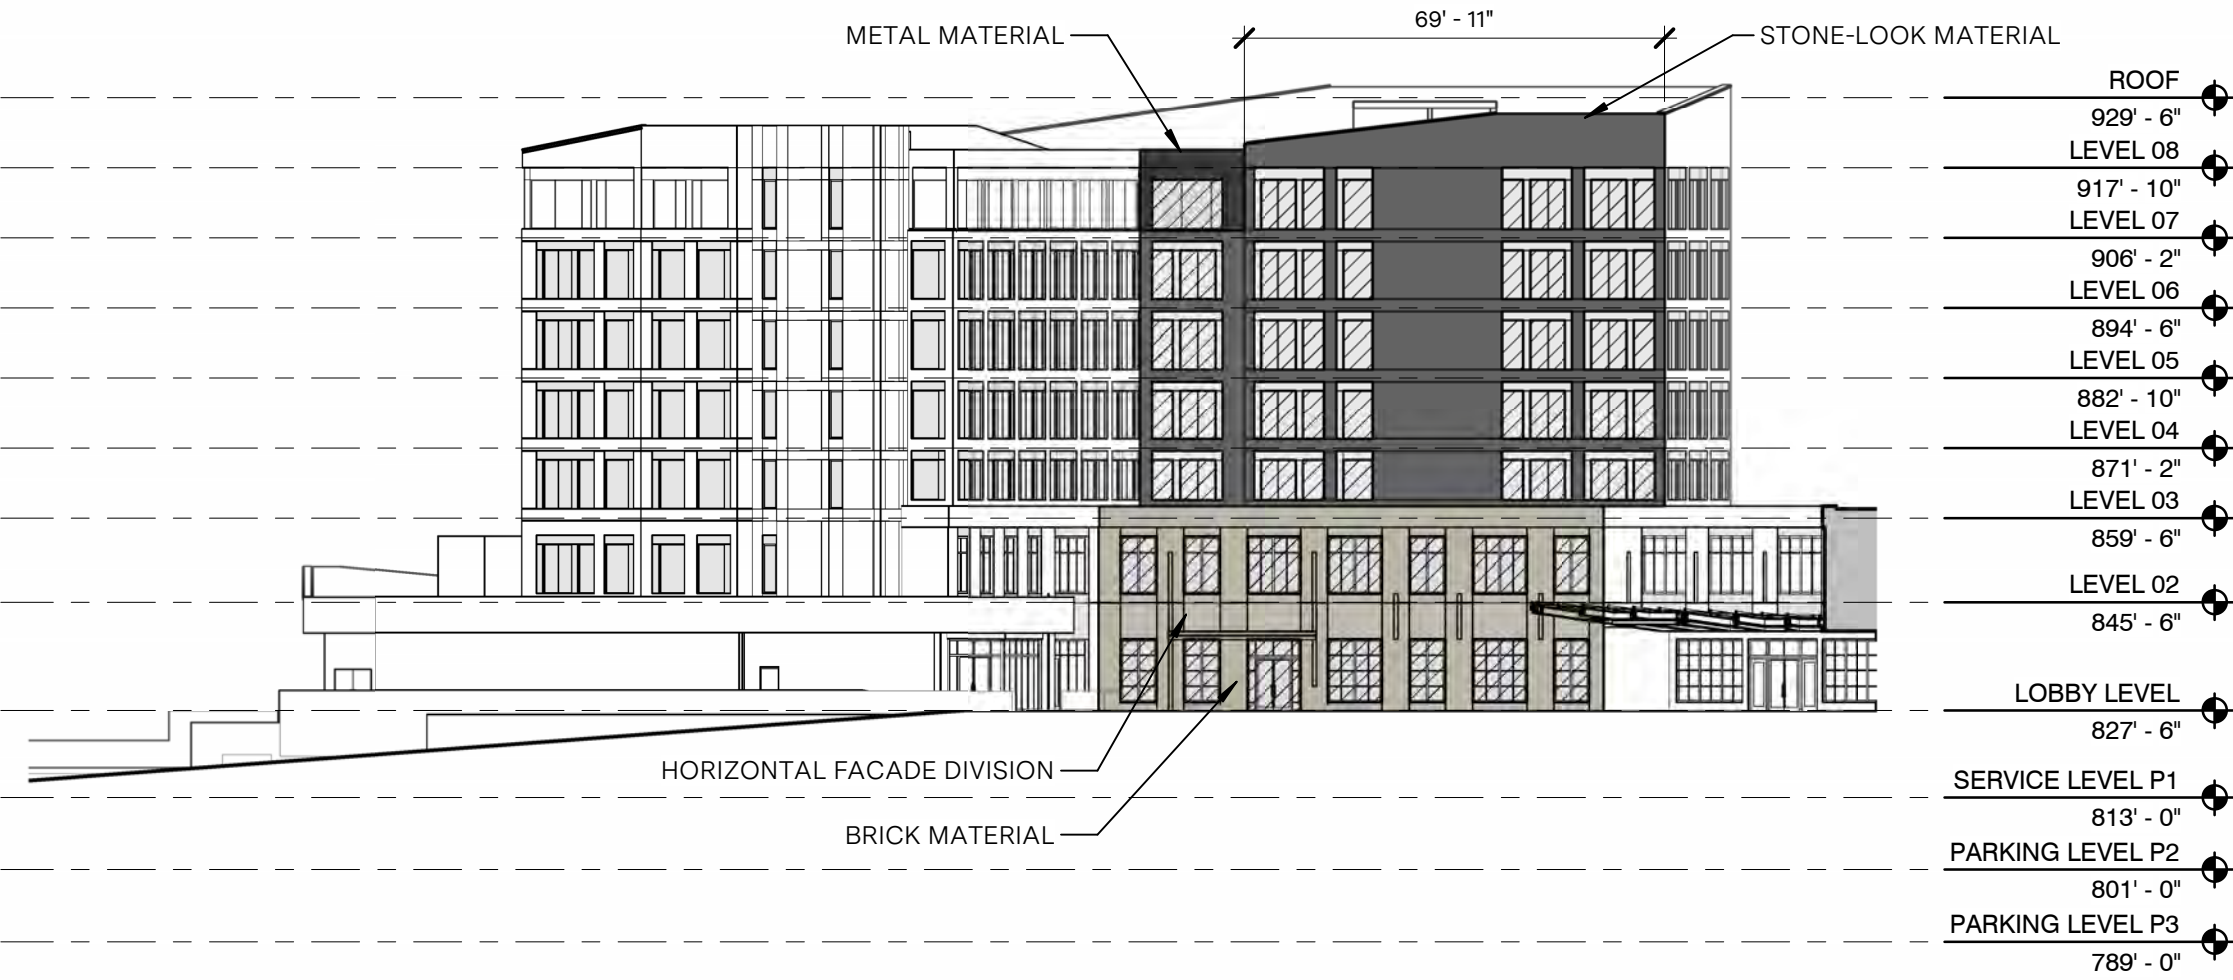 69' - 11"
METAL MATERIAL
STONE-LOOK MATERIAL
ROOF
929' - 6"
LEVEL 08
917' - 10"
LEVEL 07
906' - 2"
LEVEL 06
894' - 6"
LEVEL 05
882' - 10"
LEVEL 04
871' - 2"
LEVEL 03
859' - 6"
LEVEL 02
845' - 6"
LOBBY LEVEL
827' - 6"
HORIZONTAL FACADE DIVISION
SERVICE LEVEL P1
813' - 0"
BRICK MATERIAL
PARKING LEVEL P2
801' - 0"
PARKING LEVEL P3
789' - 0"